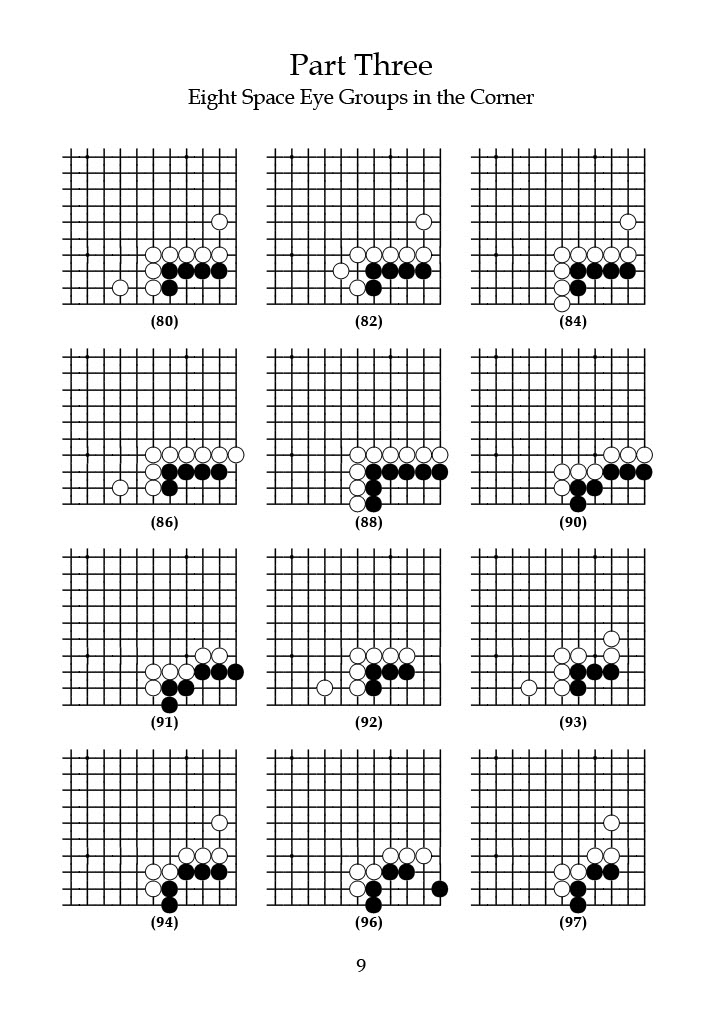 Part Three
Eight Space Eye Groups in the Corner
(80) (82) (84)
(86) (88) (90)
(91) (92) (93)
(94) (96) (97)
9